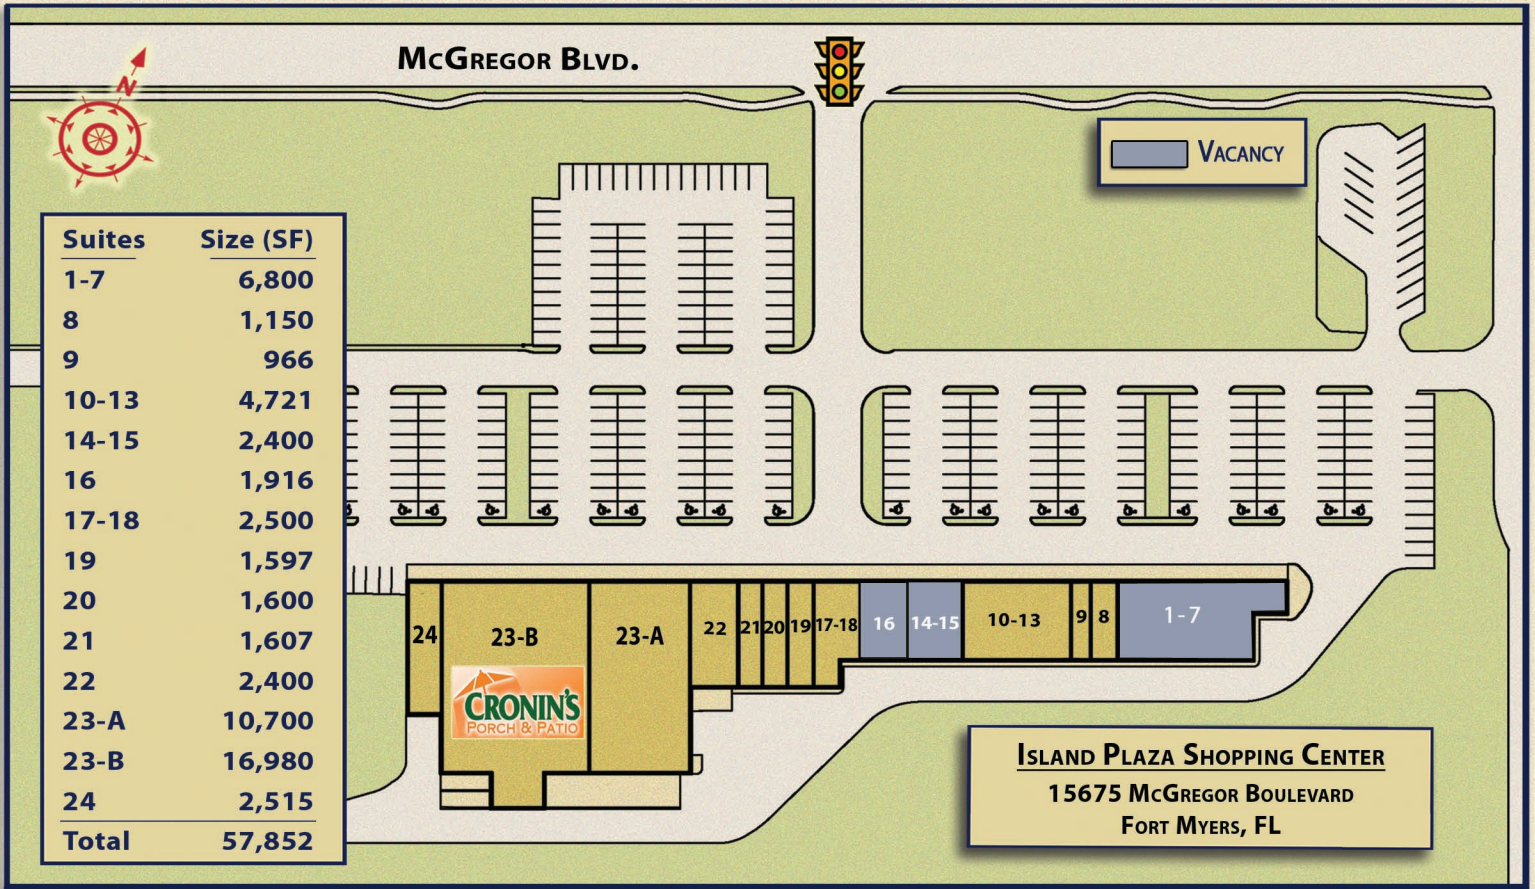 McGregor Blvd.
N
Vacancy
Suites Size (SF)
1-7 6,800
8 1,150
9 966
10-13 4,721
14-15 2,400
16 1,916
17-18 2,500
19 1,597
20 1,600
21 1,607
22 2,400
23-A 10,700
23-B 16,980
24 2,515
Total 57,852
24 23-B 23-A 22 21 20 19 17-18 16 14-15 10-13 9 8 1-7
CRONIN'S
PORCH & PATIO
Island Plaza Shopping Center
15675 McGregor Boulevard
Fort Myers, FL